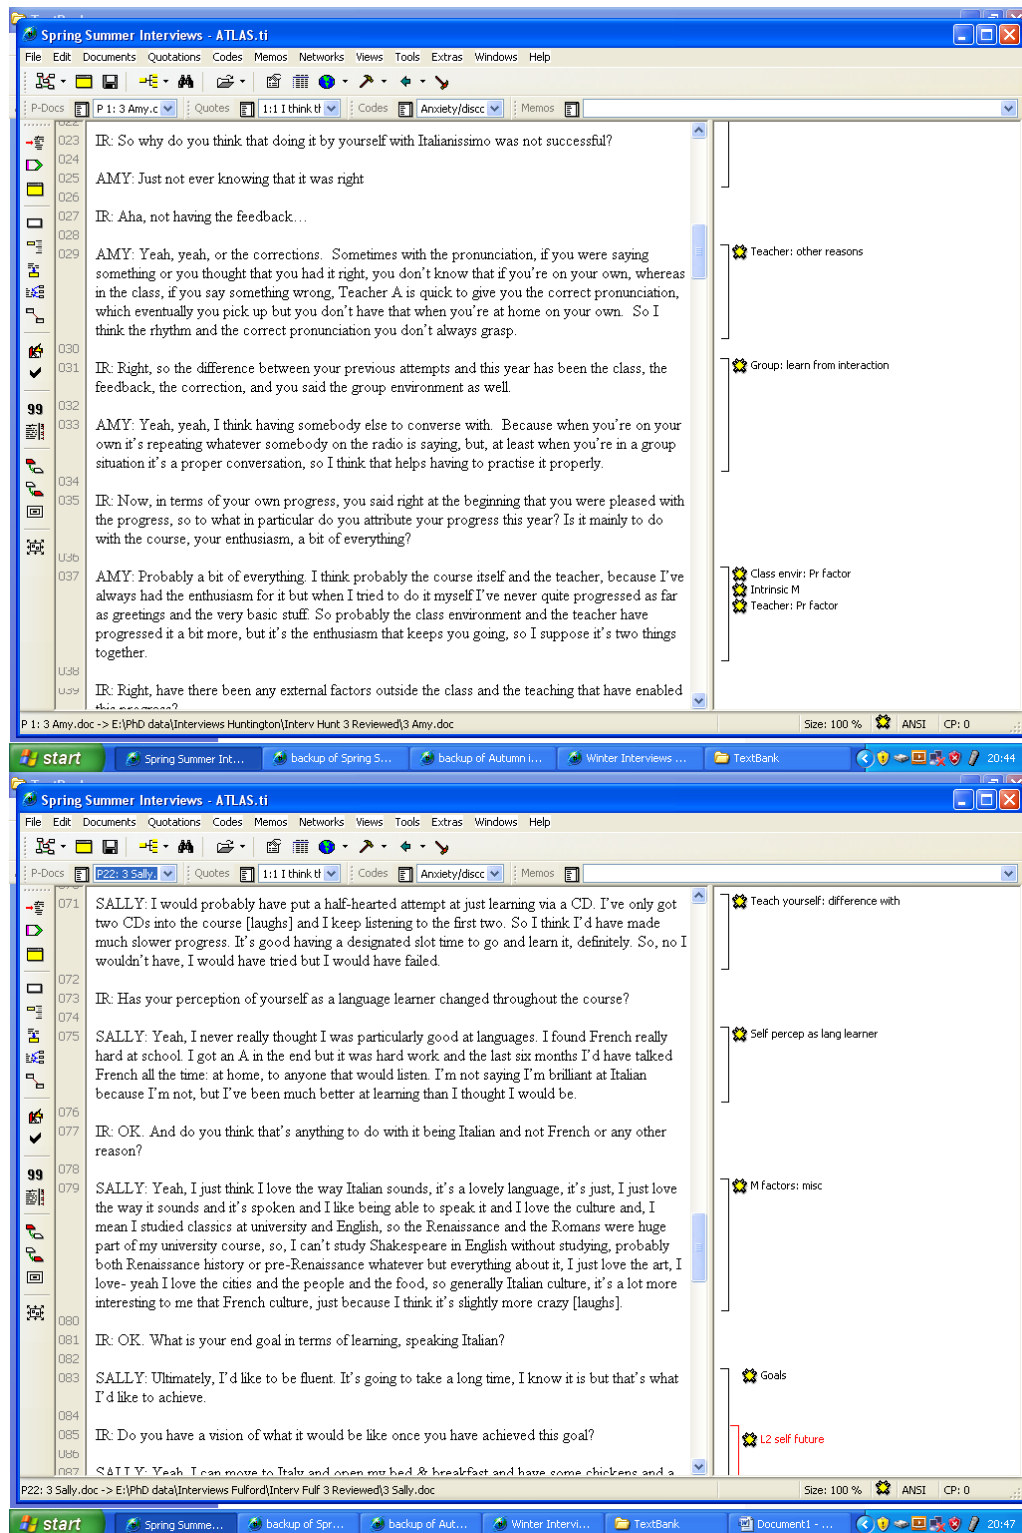 Spring Summer Interviews - ATLAS.ti
File Edit Documents Quotations Codes Memos Networks Views Tools Extras Windows Help
P-Docs P 1: 3 Amy.c Quotes 1:1 I think th Codes Anxiety/discc Memos
022
023 IR: So why do you think that doing it by yourself with Italianissimo was not successful?
024
025 AMY: Just not ever knowing that it was right
026
027 IR: Aha, not having the feedback…
028
029 AMY: Yeah, yeah, or the corrections. Sometimes with the pronunciation, if you were saying Teacher: other reasons
something or you thought that you had it right, you don't know that if you're on your own, whereas
in the class, if you say something wrong, Teacher A is quick to give you the correct pronunciation,
which eventually you pick up but you don't have that when you're at home on your own. So I
think the rhythm and the correct pronunciation you don't always grasp.
030
031 IR: Right, so the difference between your previous attempts and this year has been the class, the Group: learn from interaction
feedback, the correction, and you said the group environment as well.
032
033 AMY: Yeah, yeah, I think having somebody else to converse with. Because when you're on your
own it's repeating whatever somebody on the radio is saying, but, at least when you're in a group
situation it's a proper conversation, so I think that helps having to practise it properly.
034
035 IR: Now, in terms of your own progress, you said right at the beginning that you were pleased with
the progress, so to what in particular do you attribute your progress this year? Is it mainly to do
with the course, your enthusiasm, a bit of everything?
036
037 AMY: Probably a bit of everything. I think probably the course itself and the teacher, because I've Class envir: Pr factor
always had the enthusiasm for it but when I tried to do it myself I've never quite progressed as far Intrinsic M
as greetings and the very basic stuff. So probably the class environment and the teacher have Teacher: Pr factor
progressed it a bit more, but it's the enthusiasm that keeps you going, so I suppose it's two things
together.
038
039 IR: Right, have there been any external factors outside the class and the teaching that have enabled
this progress?
P 1: 3 Amy.doc -> E:\PhD data\Interviews Huntington\Interv Hunt 3 Reviewed\3 Amy.doc Size: 100 % ANSI CP: 0
start Spring Summer Int... backup of Spring S... backup of Autumn i... Winter Interviews ... TextBank 20:44
Spring Summer Interviews - ATLAS.ti
File Edit Documents Quotations Codes Memos Networks Views Tools Extras Windows Help
P-Docs P22: 3 Sally. Quotes 1:1 I think th Codes Anxiety/discc Memos
071 SALLY: I would probably have put a half-hearted attempt at just learning via a CD. I've only got Teach yourself: difference with
two CDs into the course [laughs] and I keep listening to the first two. So I think I'd have made
much slower progress. It's good having a designated slot time to go and learn it, definitely. So, no I
wouldn't have, I would have tried but I would have failed.
072
073 IR: Has your perception of yourself as a language learner changed throughout the course?
074
075 SALLY: Yeah, I never really thought I was particularly good at languages. I found French really Self percep as lang learner
hard at school. I got an A in the end but it was hard work and the last six months I'd have talked
French all the time: at home, to anyone that would listen. I'm not saying I'm brilliant at Italian
because I'm not, but I've been much better at learning than I thought I would be.
076
077 IR: OK. And do you think that's anything to do with it being Italian and not French or any other
reason?
078
079 SALLY: Yeah, I just think I love the way Italian sounds, it's a lovely language, it's just, I just love M factors: misc
the way it sounds and it's spoken and I like being able to speak it and I love the culture and, I
mean I studied classics at university and English, so the Renaissance and the Romans were huge
part of my university course, so, I can't study Shakespeare in English without studying, probably
both Renaissance history or pre-Renaissance whatever but everything about it, I just love the art, I
love- yeah I love the cities and the people and the food, so generally Italian culture, it's a lot more
interesting to me that French culture, just because I think it's slightly more crazy [laughs].
080
081 IR: OK. What is your end goal in terms of learning, speaking Italian?
082
083 SALLY: Ultimately, I'd like to be fluent. It's going to take a long time, I know it is but that's what Goals
I'd like to achieve.
084
085 IR: Do you have a vision of what it would be like once you have achieved this goal? L2 self future
086
087 SALLY: Yeah, I can move to Italy and open my bed & breakfast and have some chickens and a
P22: 3 Sally.doc -> E:\PhD data\Interviews Fulford\Interv Fulf 3 Reviewed\3 Sally.doc Size: 100 % ANSI CP: 0
start Spring Summe... backup of Spr... backup of Aut... Winter Intervi... TextBank Document1 - ... 20:47